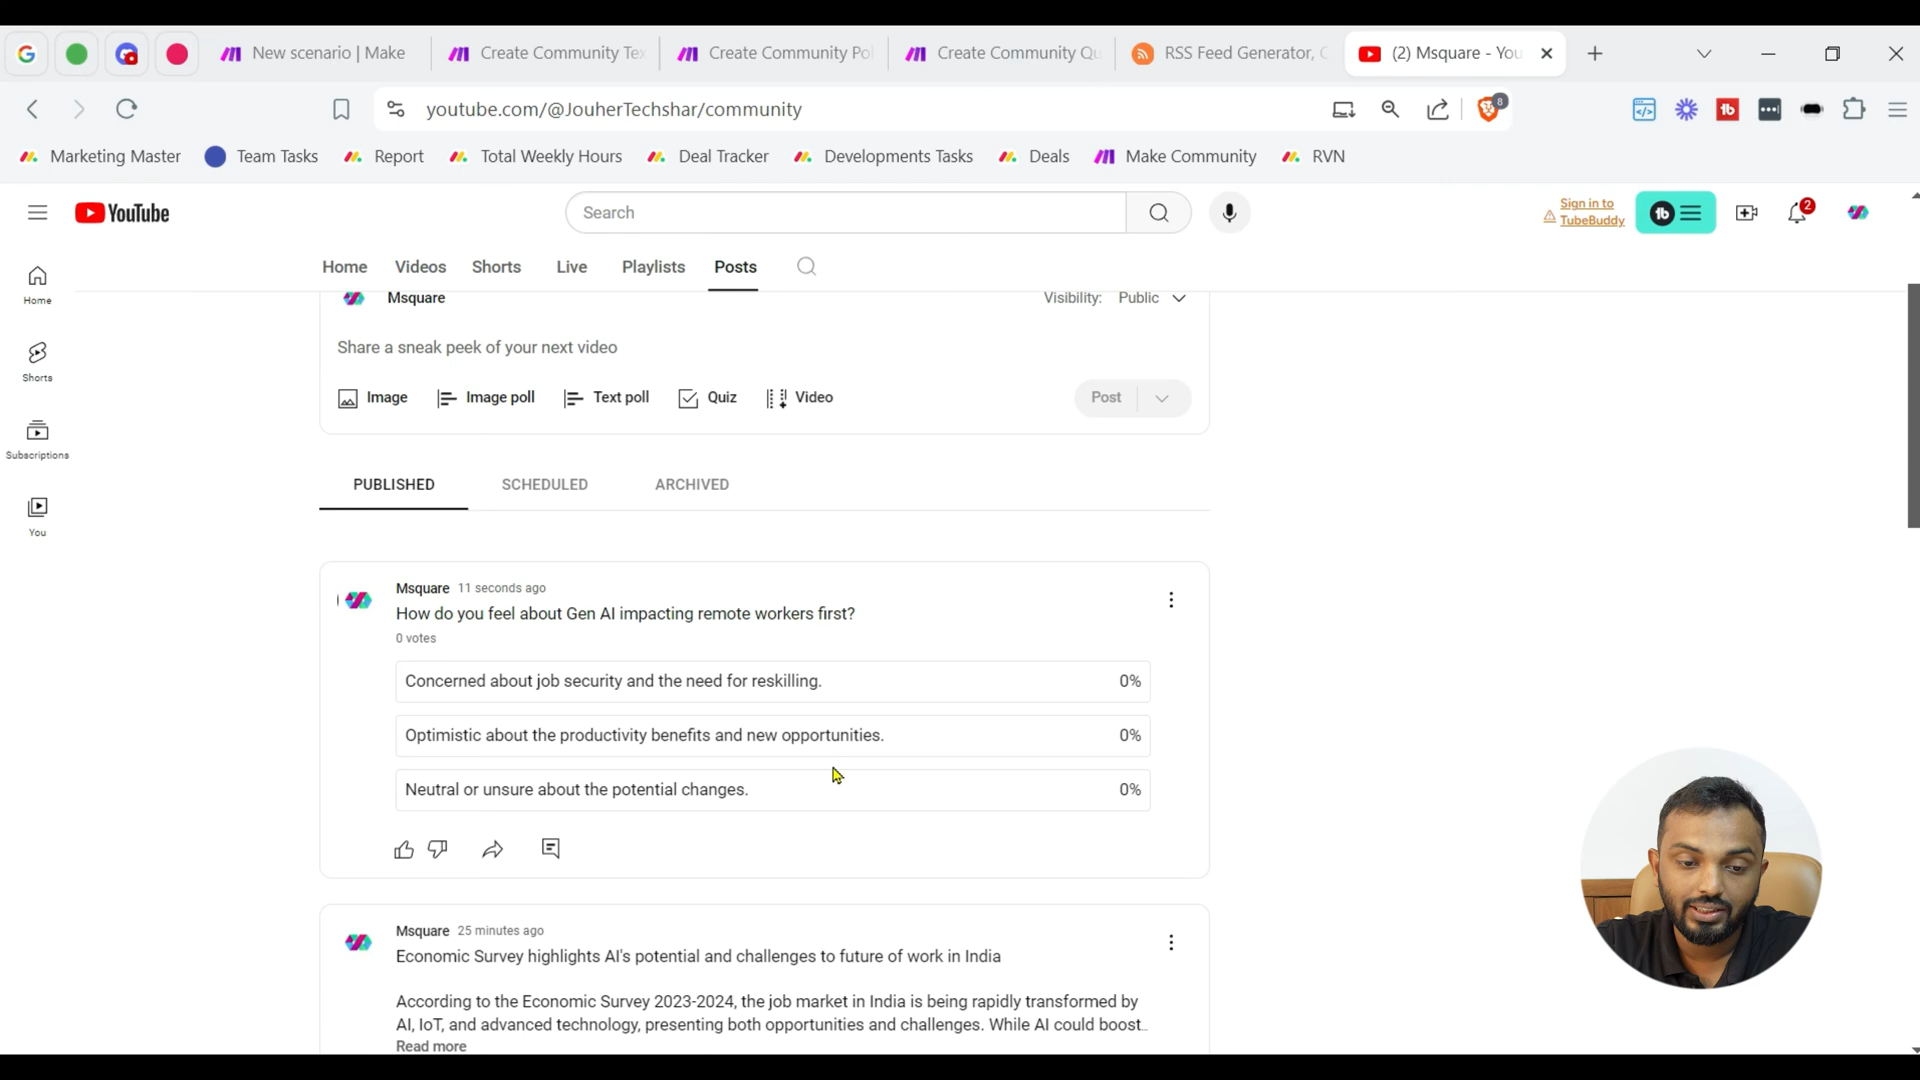 New scenario | Make
Create Community Tex
Create Community Pol
Create Community Qu
RSS Feed Generator, C
(2) Msquare - You
youtube.com/@JouherTechshar/community
8
Marketing Master
Team Tasks
Report
Total Weekly Hours
Deal Tracker
Developments Tasks
Deals
Make Community
RVN
YouTube
Search
Sign in to
TubeBuddy
2
Home
Videos
Shorts
Live
Playlists
Posts
Home
Shorts
Subscriptions
You
Msquare
Visibility: Public
Share a sneak peek of your next video
Image
Image poll
Text poll
Quiz
Video
Post
PUBLISHED
SCHEDULED
ARCHIVED
Msquare 11 seconds ago
How do you feel about Gen AI impacting remote workers first?
0 votes
Concerned about job security and the need for reskilling. 0%
Optimistic about the productivity benefits and new opportunities. 0%
Neutral or unsure about the potential changes. 0%
Msquare 25 minutes ago
Economic Survey highlights AI's potential and challenges to future of work in India
According to the Economic Survey 2023-2024, the job market in India is being rapidly transformed by
AI, IoT, and advanced technology, presenting both opportunities and challenges. While AI could boost…
Read more